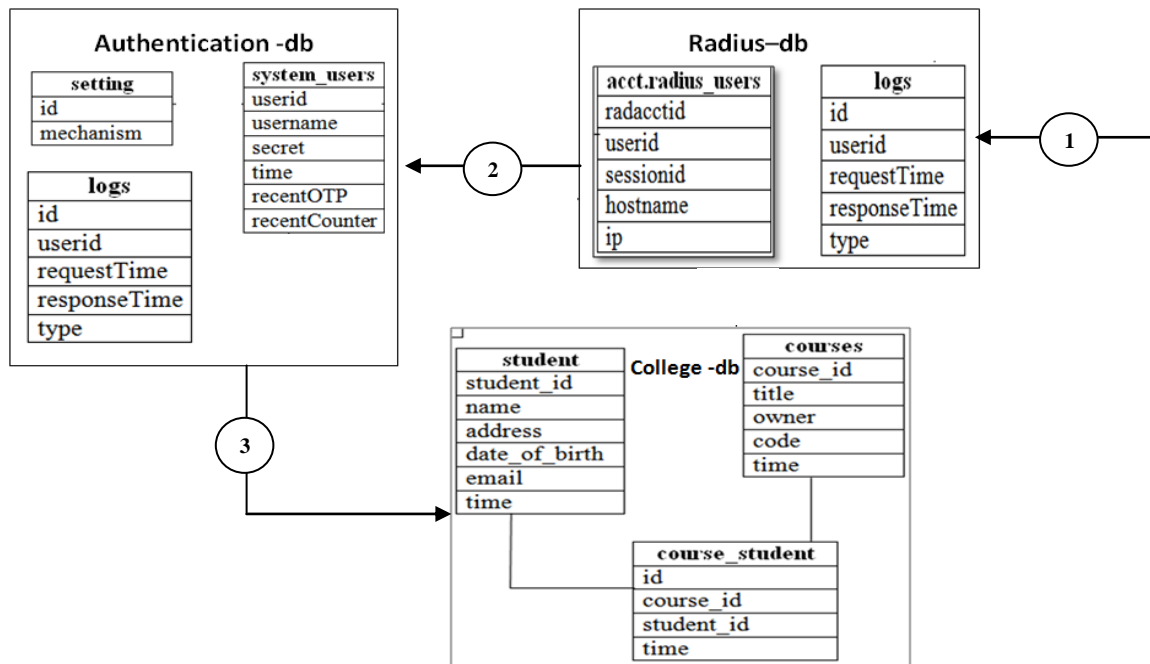 Authentication -db
setting
id
mechanism
system_users
userid
username
secret
time
recentOTP
recentCounter
logs
id
userid
requestTime
responseTime
type
2
Radius–db
acct.radius_users
radacctid
userid
sessionid
hostname
ip
logs
id
userid
requestTime
responseTime
type
1
3
College -db
student
student_id
name
address
date_of_birth
email
time
courses
course_id
title
owner
code
time
course_student
id
course_id
student_id
time